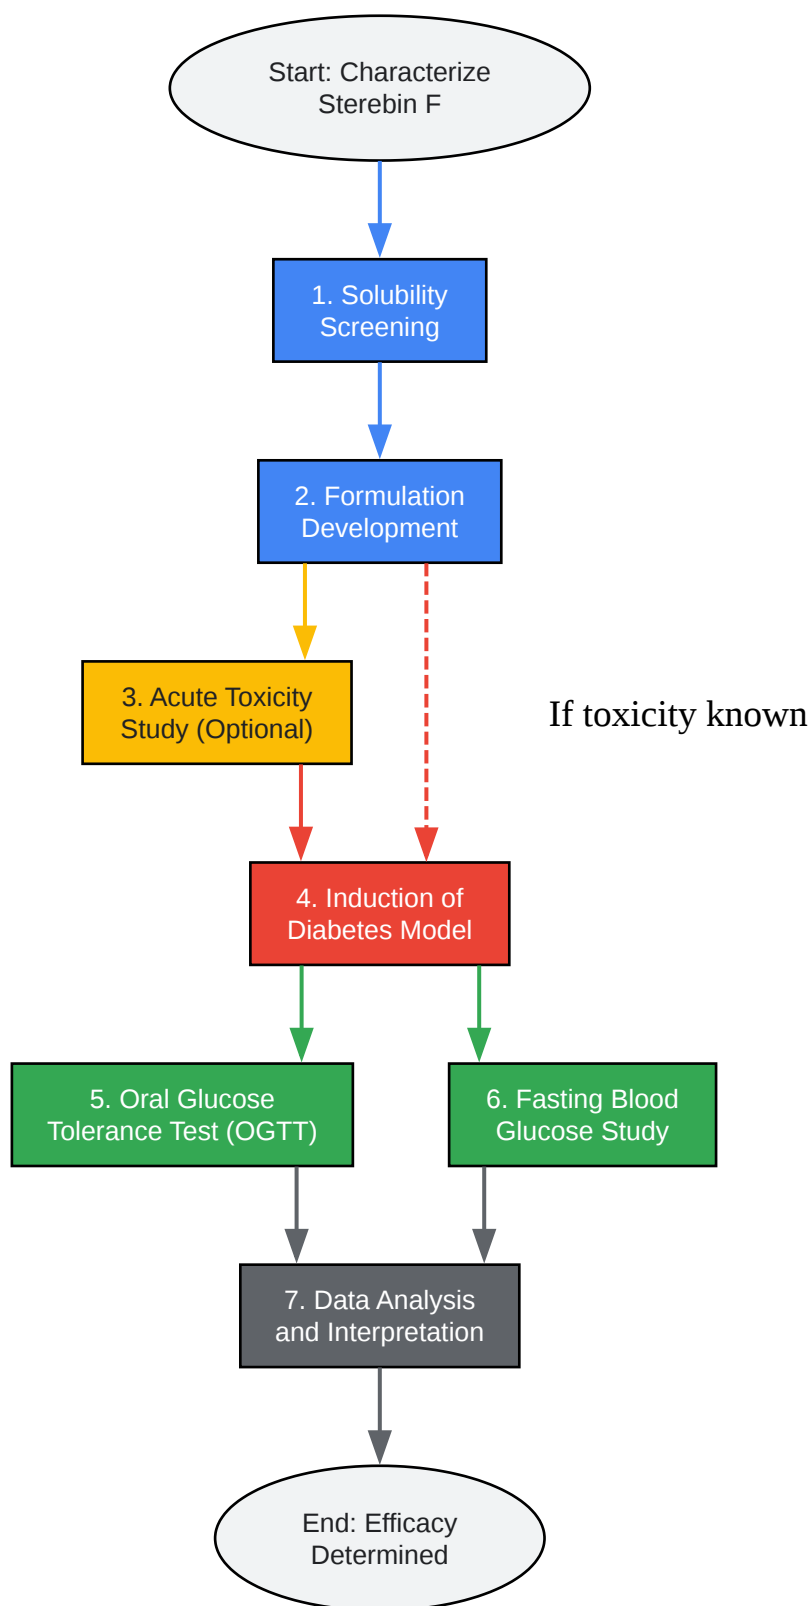 Start: Characterize
Sterebin F
1. Solubility
Screening
2. Formulation
Development
3. Acute Toxicity
Study (Optional)
If toxicity known
4. Induction of
Diabetes Model
5. Oral Glucose
Tolerance Test (OGTT)
6. Fasting Blood
Glucose Study
7. Data Analysis
and Interpretation
End: Efficacy
Determined